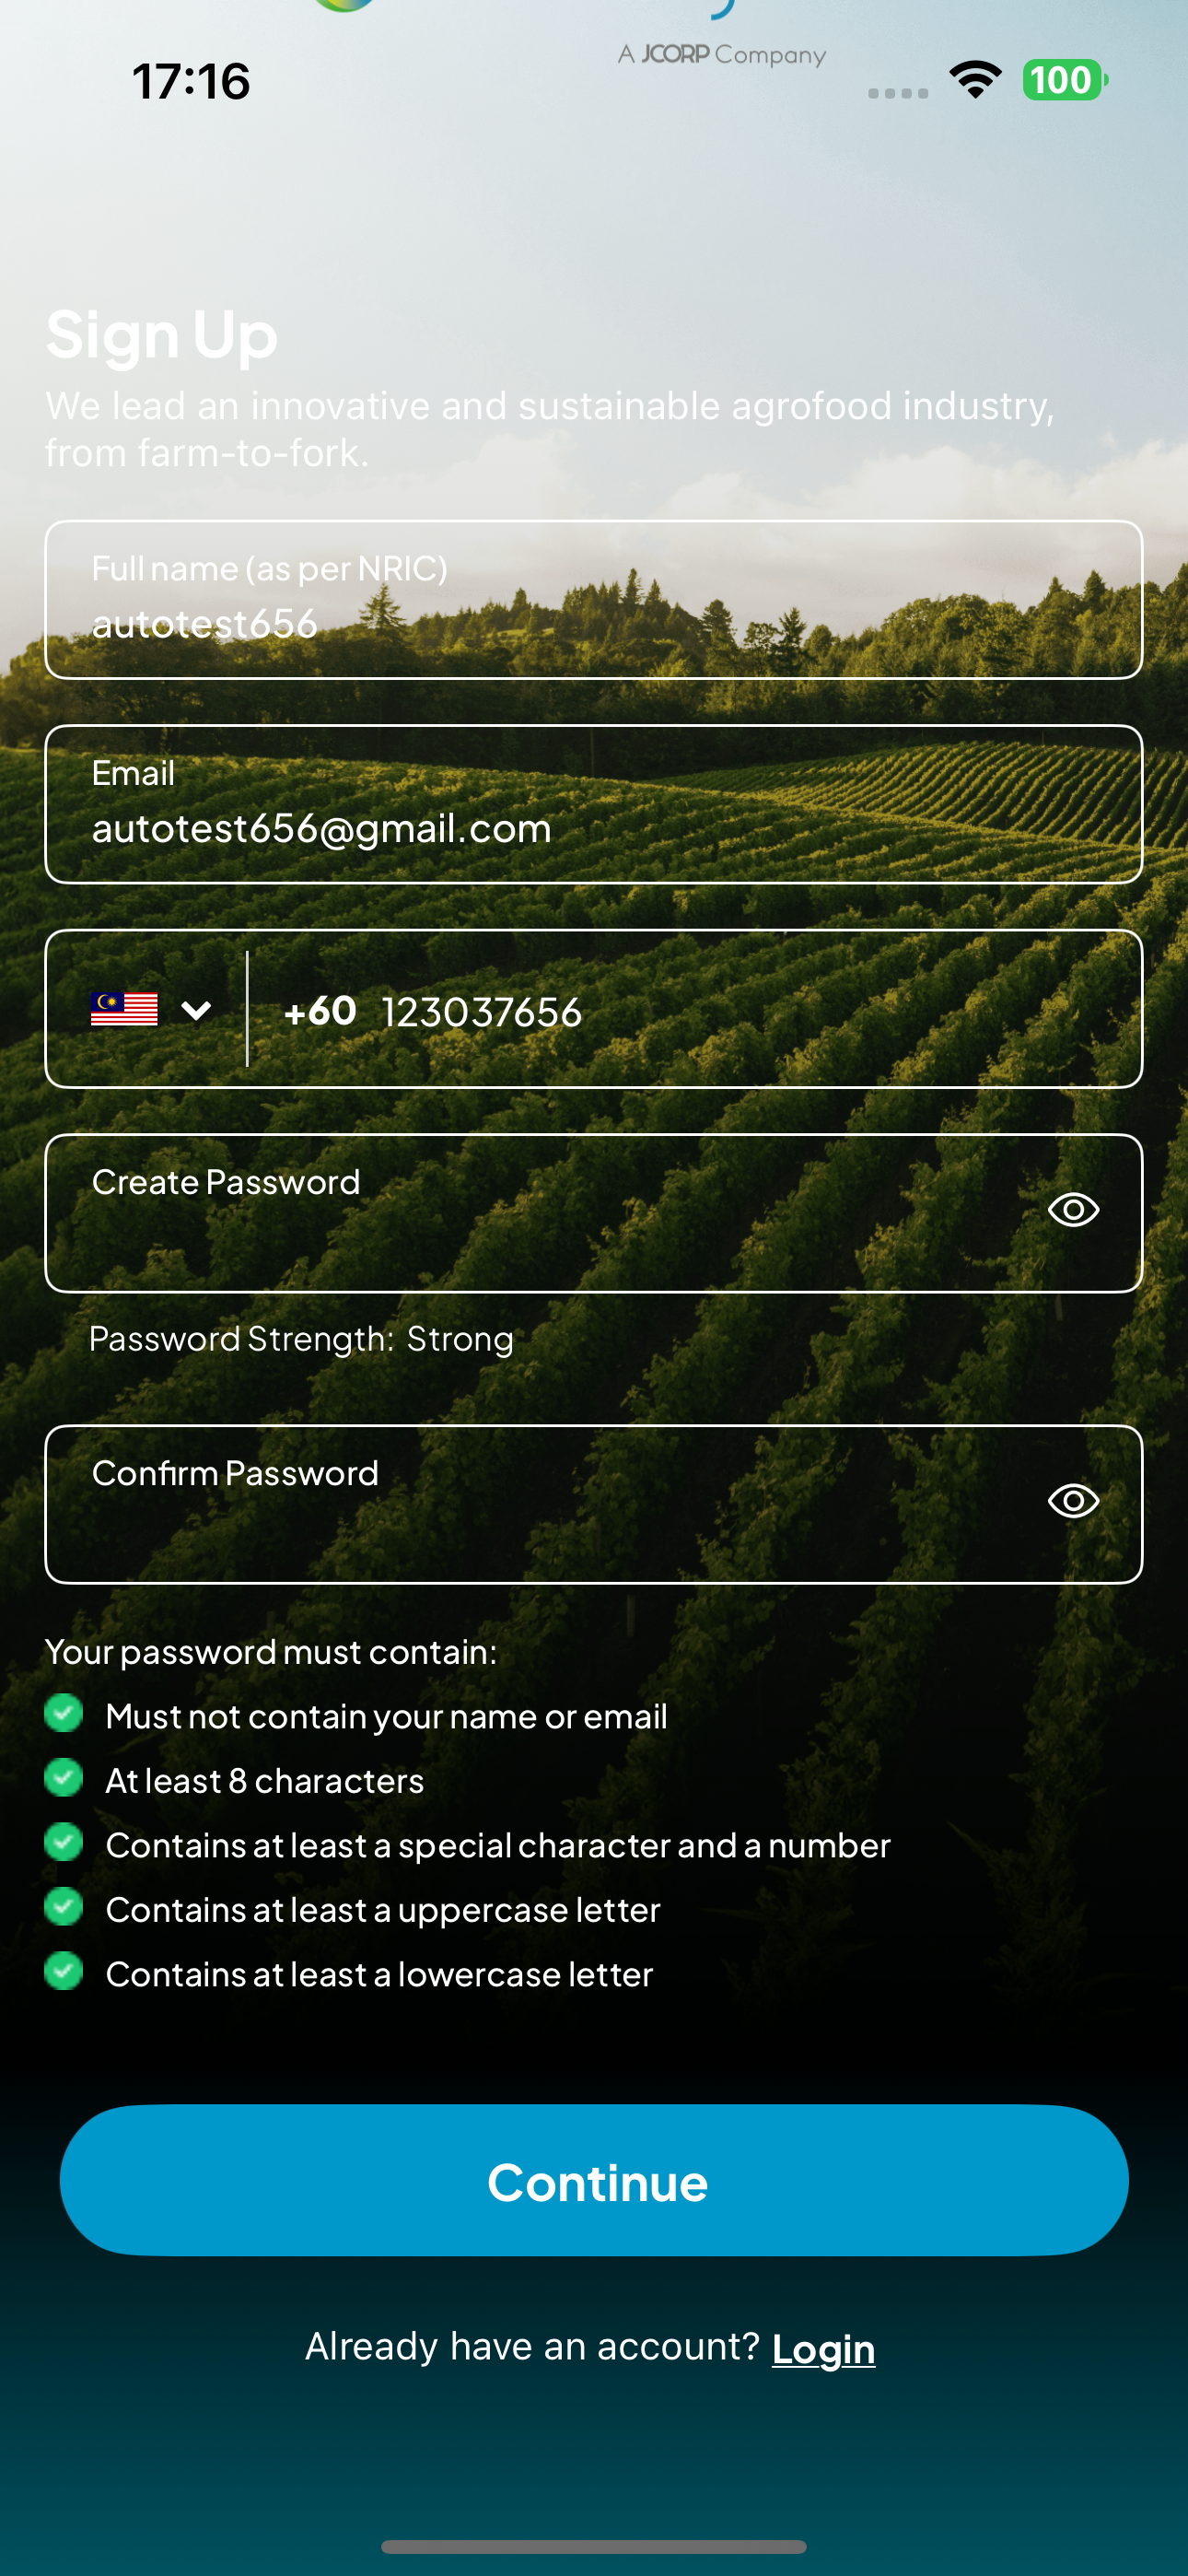 A JCORP Company
17:16
100
Sign Up
We lead an innovative and sustainable agrofood industry,
from farm-to-fork.
Full name (as per NRIC)
autotest656
Email
autotest656@gmail.com
+60 123037656
Create Password
Password Strength: Strong
Confirm Password
Your password must contain:
Must not contain your name or email
At least 8 characters
Contains at least a special character and a number
Contains at least a uppercase letter
Contains at least a lowercase letter
Continue
Already have an account? Login